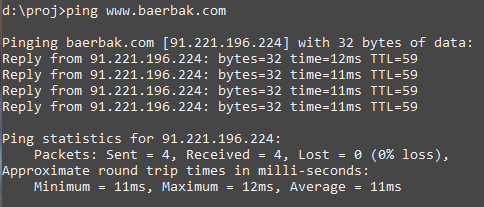 d:\proj>ping www.baerbak.com
Pinging baerbak.com [91.221.196.224] with 32 bytes of data:
Reply from 91.221.196.224: bytes=32 time=12ms TTL=59
Reply from 91.221.196.224: bytes=32 time=11ms TTL=59
Reply from 91.221.196.224: bytes=32 time=11ms TTL=59
Reply from 91.221.196.224: bytes=32 time=11ms TTL=59
Ping statistics for 91.221.196.224:
Packets: Sent = 4, Received = 4, Lost = 0 (0% loss),
Approximate round trip times in milli-seconds:
Minimum = 11ms, Maximum = 12ms, Average = 11ms